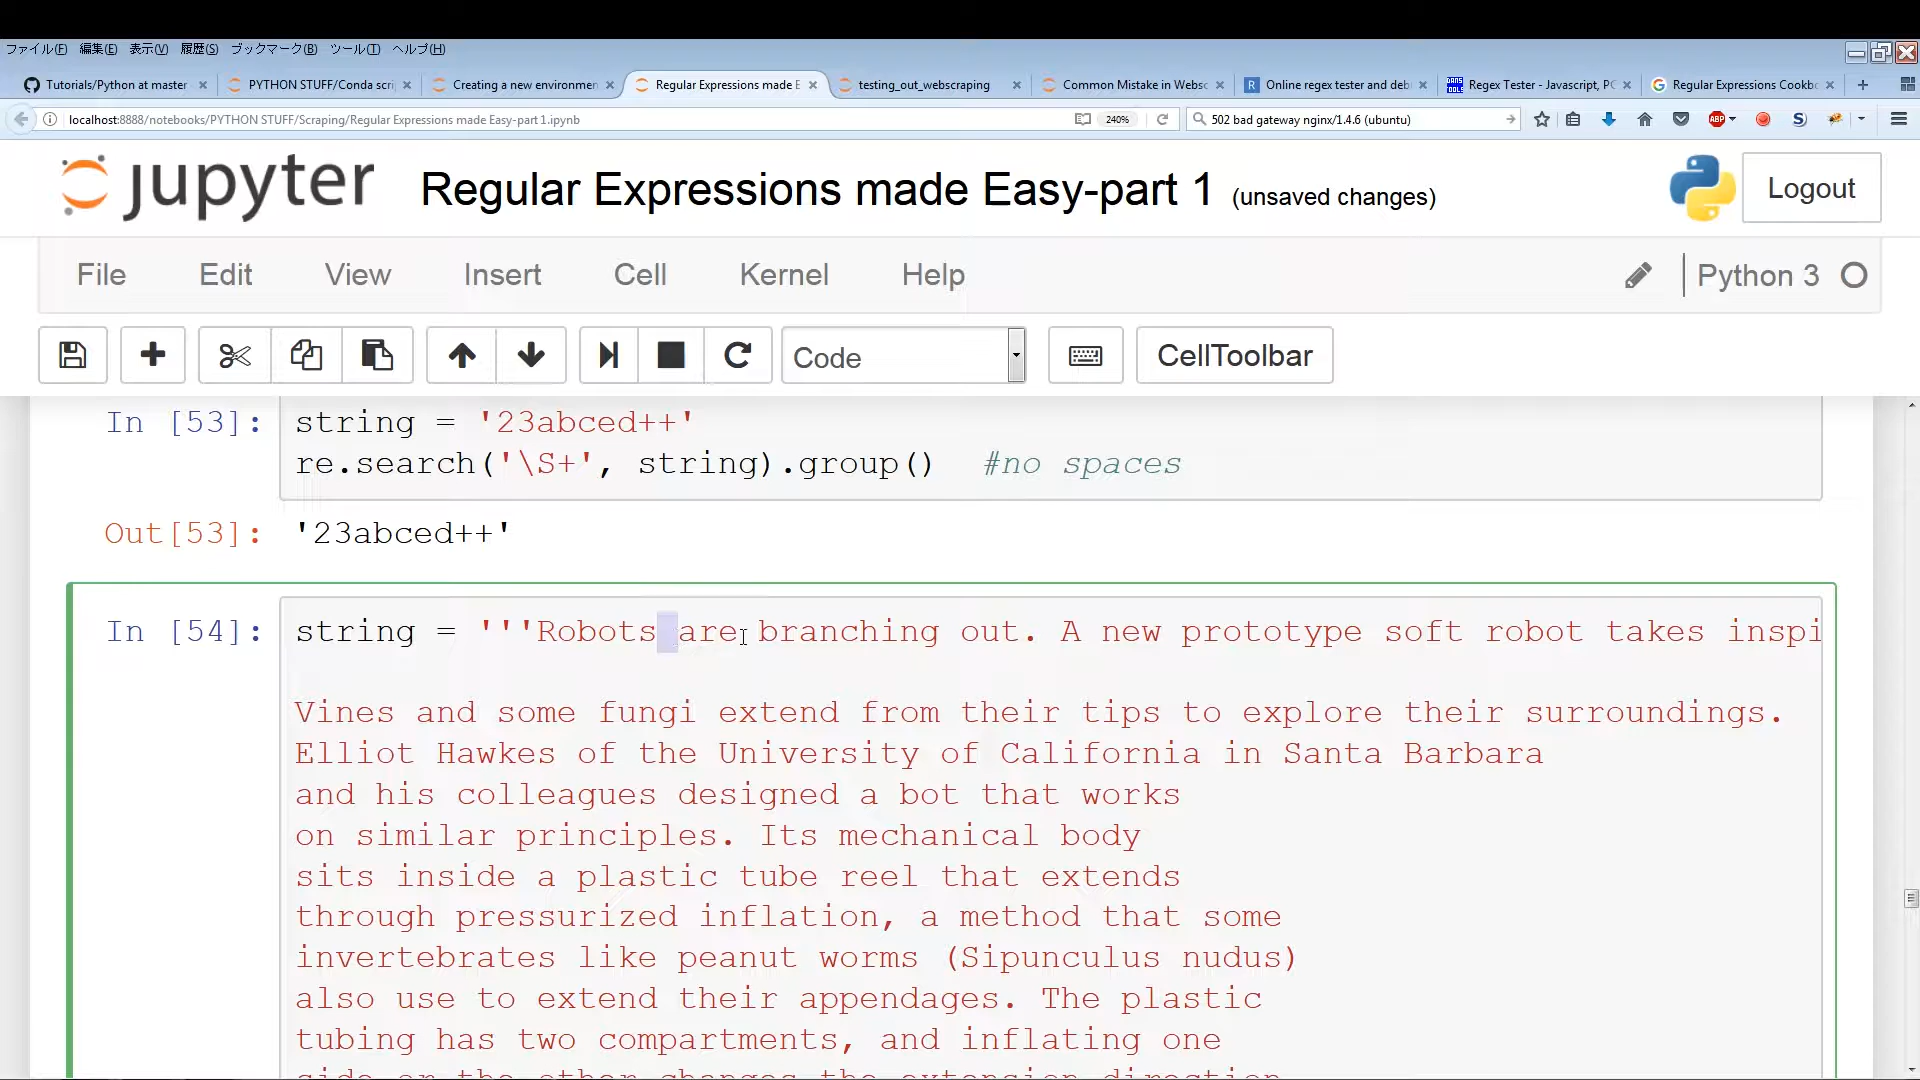 ファイル(F) 編集(E) 表示(V) 履歴(S) ブックマーク(B) ツール(T) ヘルプ(H)
Tutorials/Python at master PYTHON STUFF/Conda scri Creating a new environmen Regular Expressions made E testing_out_webscraping Common Mistake in Websc Online regex tester and deb Regex Tester - Javascript, PC Regular Expressions Cookb
localhost:8888/notebooks/PYTHON STUFF/Scraping/Regular Expressions made Easy-part 1.ipynb 240% 502 bad gateway nginx/1.4.6 (ubuntu) ABP
jupyter Regular Expressions made Easy-part 1 (unsaved changes) Logout
File Edit View Insert Cell Kernel Help Python 3
Code CellToolbar
In [53]: string = '23abced++'
re.search('\S+', string).group() #no spaces
Out[53]: '23abced++'
In [54]: string = '''Robots are branching out. A new prototype soft robot takes inspi
Vines and some fungi extend from their tips to explore their surroundings.
Elliot Hawkes of the University of California in Santa Barbara
and his colleagues designed a bot that works
on similar principles. Its mechanical body
sits inside a plastic tube reel that extends
through pressurized inflation, a method that some
invertebrates like peanut worms (Sipunculus nudus)
also use to extend their appendages. The plastic
tubing has two compartments, and inflating one
side or the other changes the extension direction